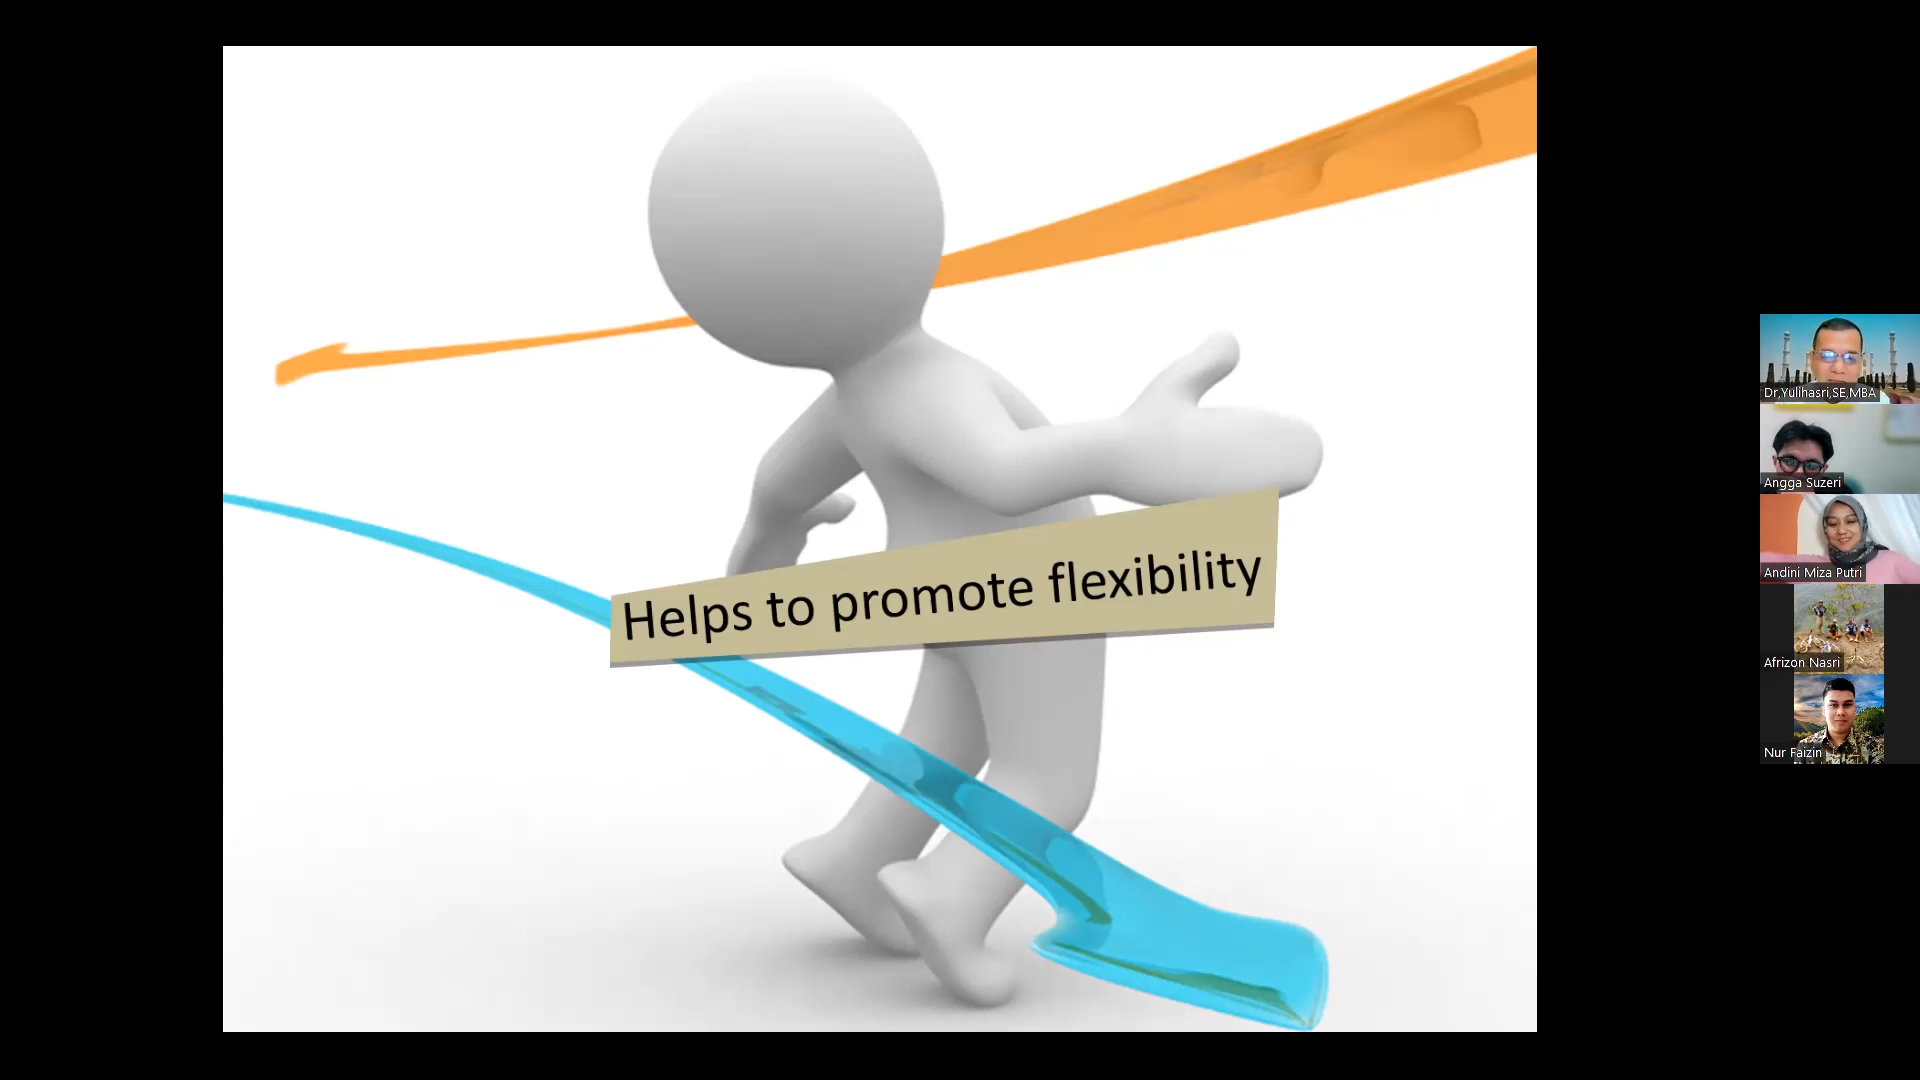 Helps to promote flexibility
Dr,Yulihasri,SE,MBA
Angga Suzeri
Andini Miza Putri
Afrizon Nasri
Nur Faizin